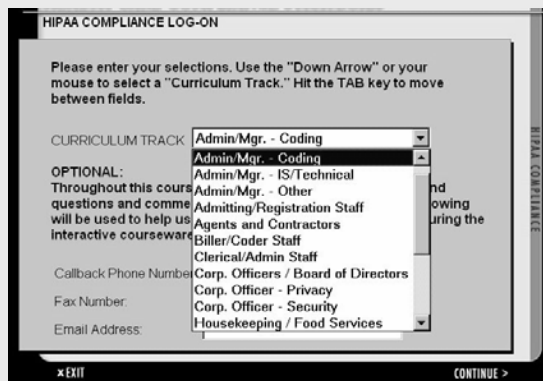 HIPAA COMPLIANCE LOG-ON
Please enter your selections. Use the "Down Arrow" or your
mouse to select a "Curriculum Track." Hit the TAB key to move
between fields.
CURRICULUM TRACK
Admin/Mgr. - Coding
Admin/Mgr. - Coding
Admin/Mgr. - IS/Technical
Admin/Mgr. - Other
Admitting/Registration Staff
Agents and Contractors
Biller/Coder Staff
Clerical/Admin Staff
Corp. Officers / Board of Directors
Corp. Officer - Privacy
Corp. Officer - Security
Housekeeping / Food Services
OPTIONAL:
Throughout this cours nd
questions and comme owing
will be used to help us uring the
interactive courseware
Callback Phone Number
Fax Number:
Email Address:
HIPAA COMPLIANCE
EXIT
CONTINUE >